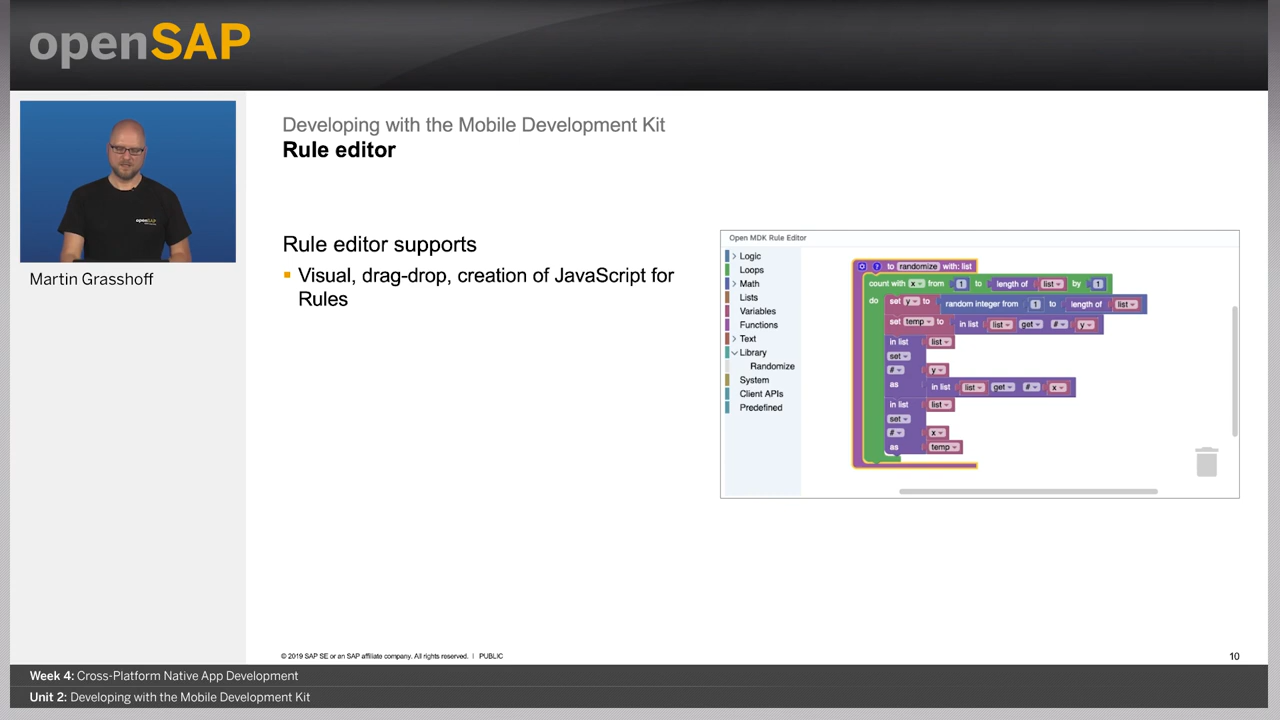 openSAP
Developing with the Mobile Development Kit
Rule editor
openSAP
Martin Grasshoff
Rule editor supports
Visual, drag-drop, creation of JavaScript for
Rules
Open MDK Rule Editor
Logic
Loops
Math
Lists
Variables
Functions
Text
Library
Randomize
System
Client APIs
Predefined
to randomize with: list
count with x from 1 to length of list by 1
do set y to random integer from 1 to length of list
set temp to in list list get # y
in list list
set
# y
as in list list get # x
in list list
set
# x
as temp
© 2019 SAP SE or an SAP affiliate company. All rights reserved. | PUBLIC
10
Week 4: Cross-Platform Native App Development
Unit 2: Developing with the Mobile Development Kit